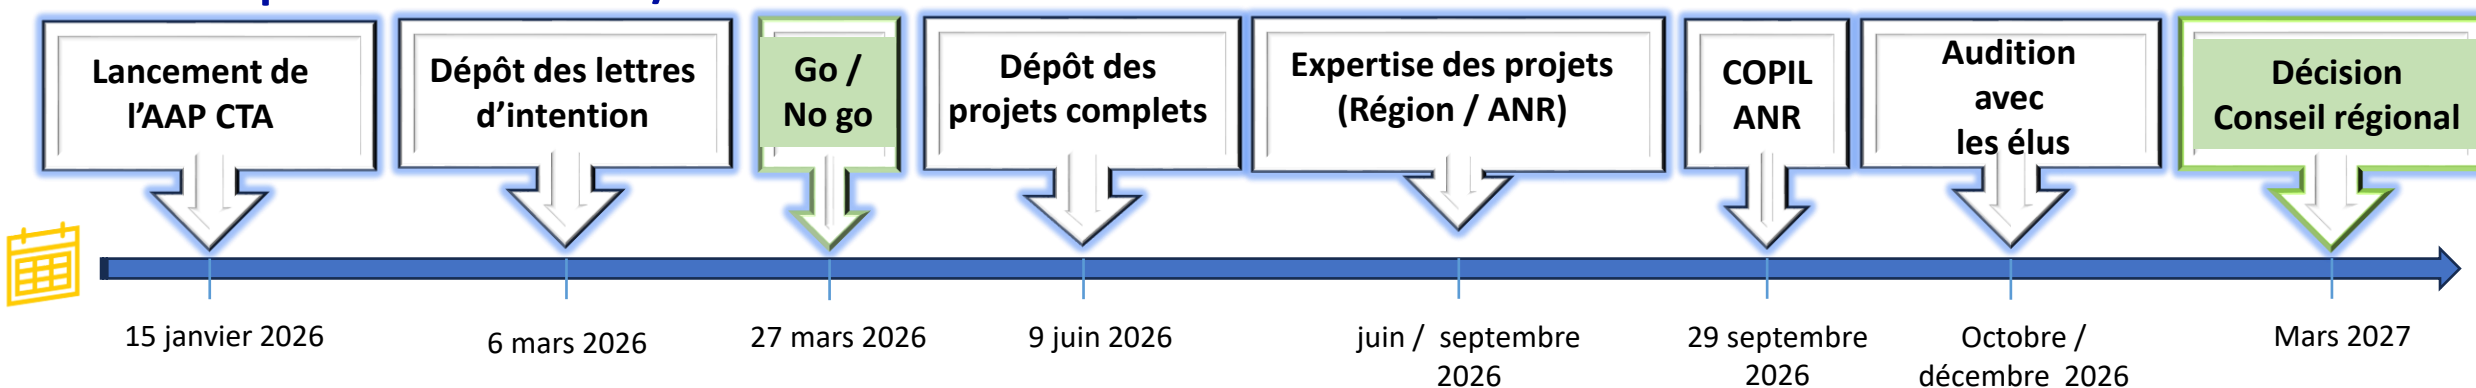 Lancement de
l’AAP CTA
Dépôt des lettres
d’intention
Go /
No go
Dépôt des
projets complets
Expertise des projets
(Région / ANR)
COPIL
ANR
Audition
avec
les élus
Décision
Conseil régional
15 janvier 2026
6 mars 2026
27 mars 2026
9 juin 2026
juin / septembre
2026
29 septembre
2026
Octobre /
décembre 2026
Mars 2027